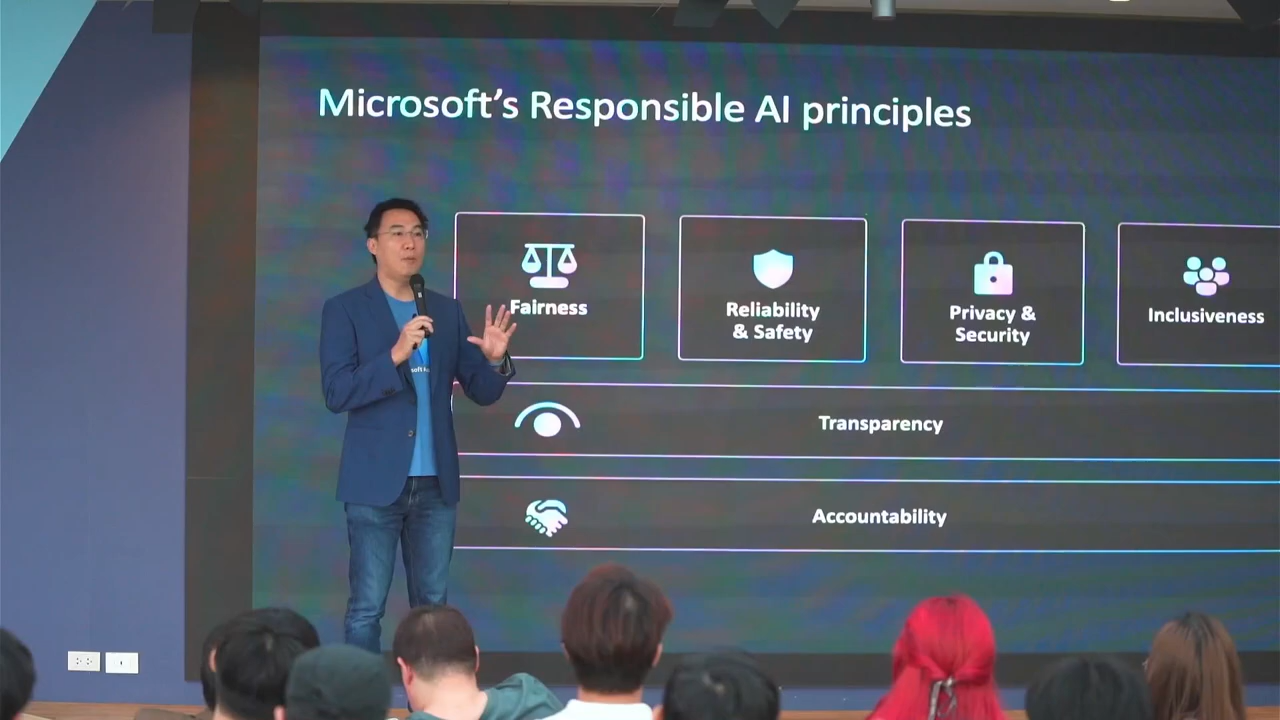 Microsoft's Responsible AI principles
Fairness
Reliability
& Safety
Privacy &
Security
Inclusiveness
Transparency
Accountability